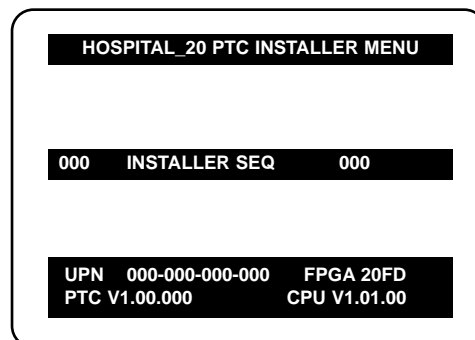 HOSPITAL_20 PTC INSTALLER MENU
000 INSTALLER SEQ 000
UPN 000-000-000-000 FPGA 20FD
PTC V1.00.000 CPU V1.01.00